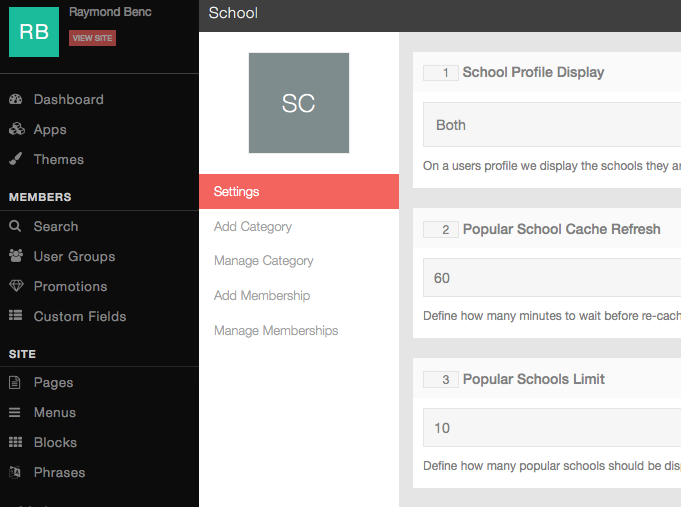 RB
Raymond Benc
VIEW SITE
Dashboard
Apps
Themes
MEMBERS
Search
User Groups
Promotions
Custom Fields
SITE
Pages
Menus
Blocks
Phrases
School
SC
Settings
Add Category
Manage Category
Add Membership
Manage Memberships
1 School Profile Display
Both
On a users profile we display the schools they
2 Popular School Cache Refresh
60
Define how many minutes to wait before re-cach
3 Popular Schools Limit
10
Define how many popular schools should be